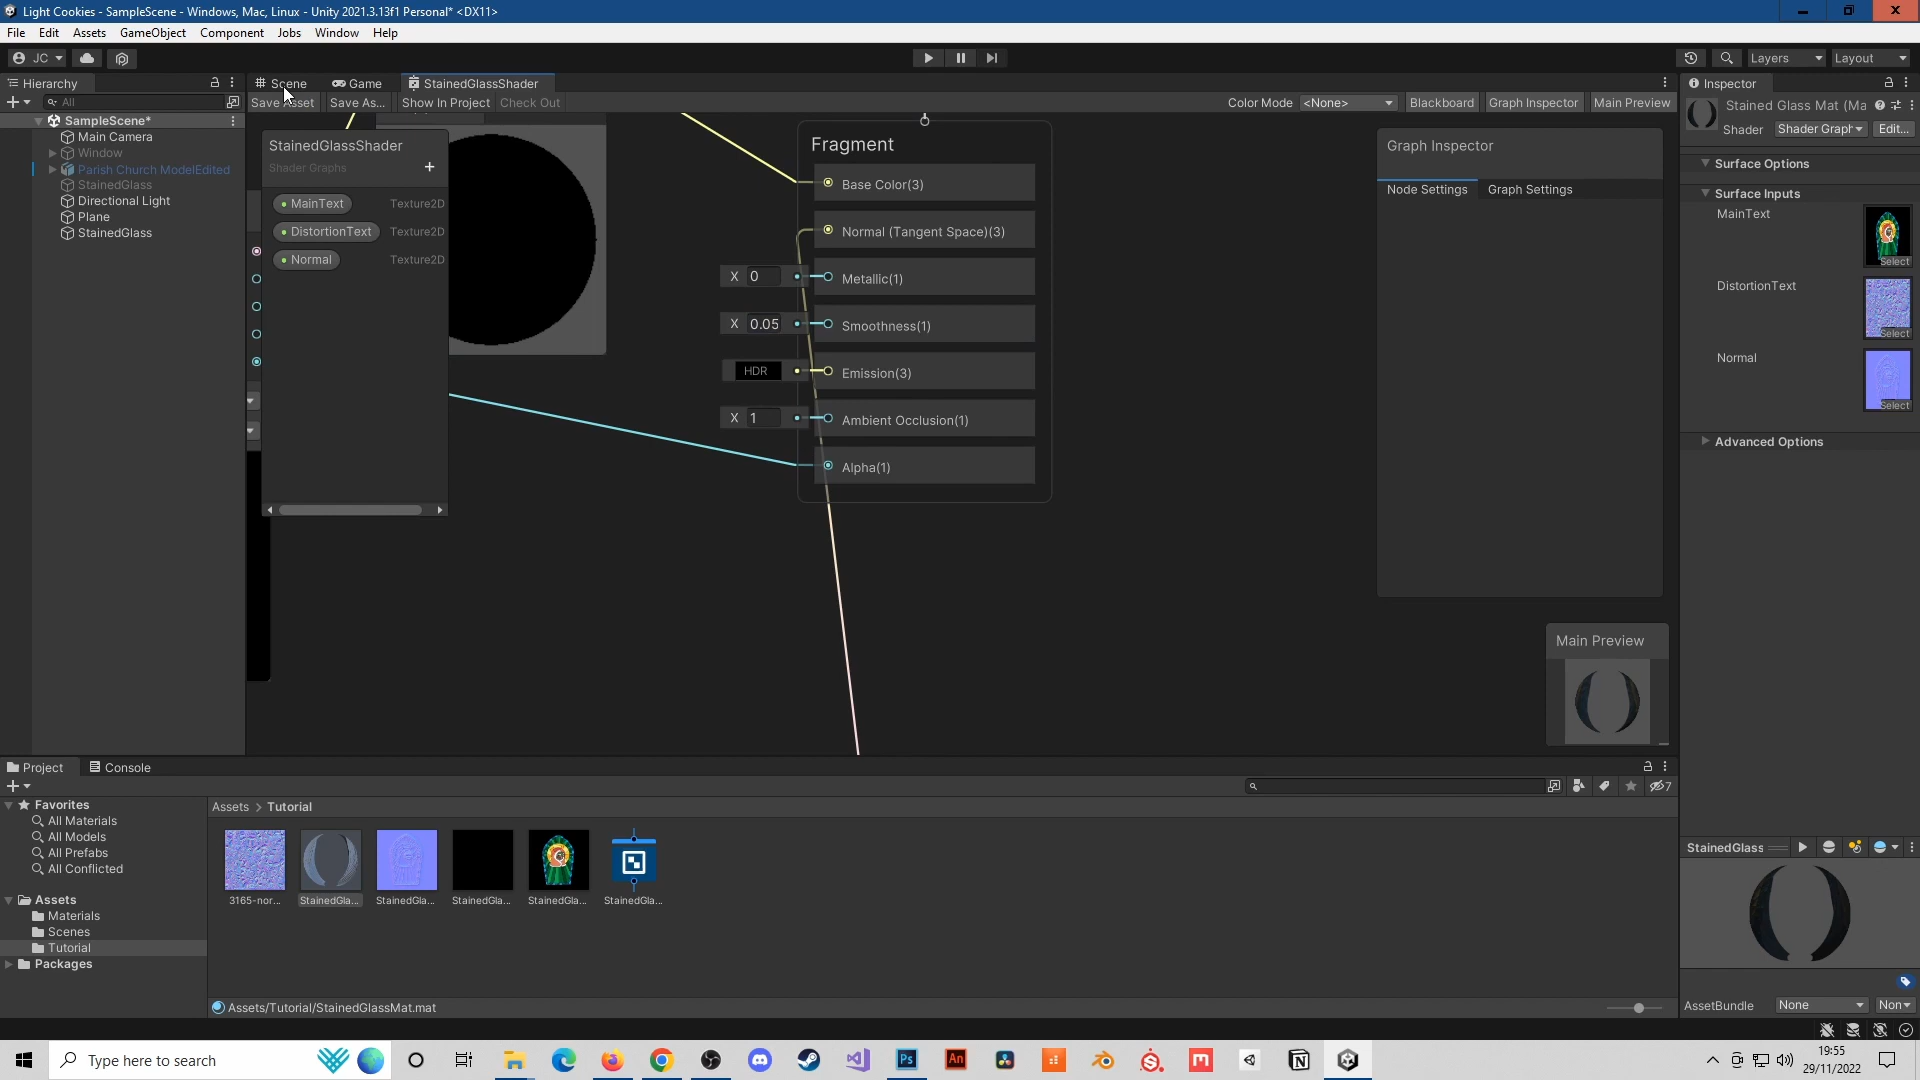 Light Cookies - SampleScene - Windows, Mac, Linux - Unity 2021.3.13f1 Personal* <DX11>
File Edit Assets GameObject Component Jobs Window Help
JC Layers Layout
Hierarchy Scene Game StainedGlassShader Inspector
All Save Asset Save As... Show In Project Check Out Color Mode <None> Blackboard Graph Inspector Main Preview
SampleScene*
Main Camera
Window
Parish Church ModelEdited
StainedGlass
Directional Light
Plane
StainedGlass
StainedGlassShader
Shader Graphs
MainText Texture2D
DistortionText Texture2D
Normal Texture2D
Fragment
Base Color(3)
Normal (Tangent Space)(3)
X 0 Metallic(1)
X 0.05 Smoothness(1)
HDR Emission(3)
X 1 Ambient Occlusion(1)
Alpha(1)
Graph Inspector
Node Settings Graph Settings
Main Preview
Stained Glass Mat (Ma
Shader Shader Graph Edit...
Surface Options
Surface Inputs
MainText
Select
DistortionText
Select
Normal
Select
Advanced Options
Project Console
7
Favorites
All Materials
All Models
All Prefabs
All Conflicted
Assets
Materials
Scenes
Tutorial
Packages
Assets > Tutorial
3165-nor... StainedGla... StainedGla... StainedGla... StainedGla... StainedGla...
Assets/Tutorial/StainedGlassMat.mat
StainedGlass
AssetBundle None Non
Type here to search
Ps An
19:55
29/11/2022